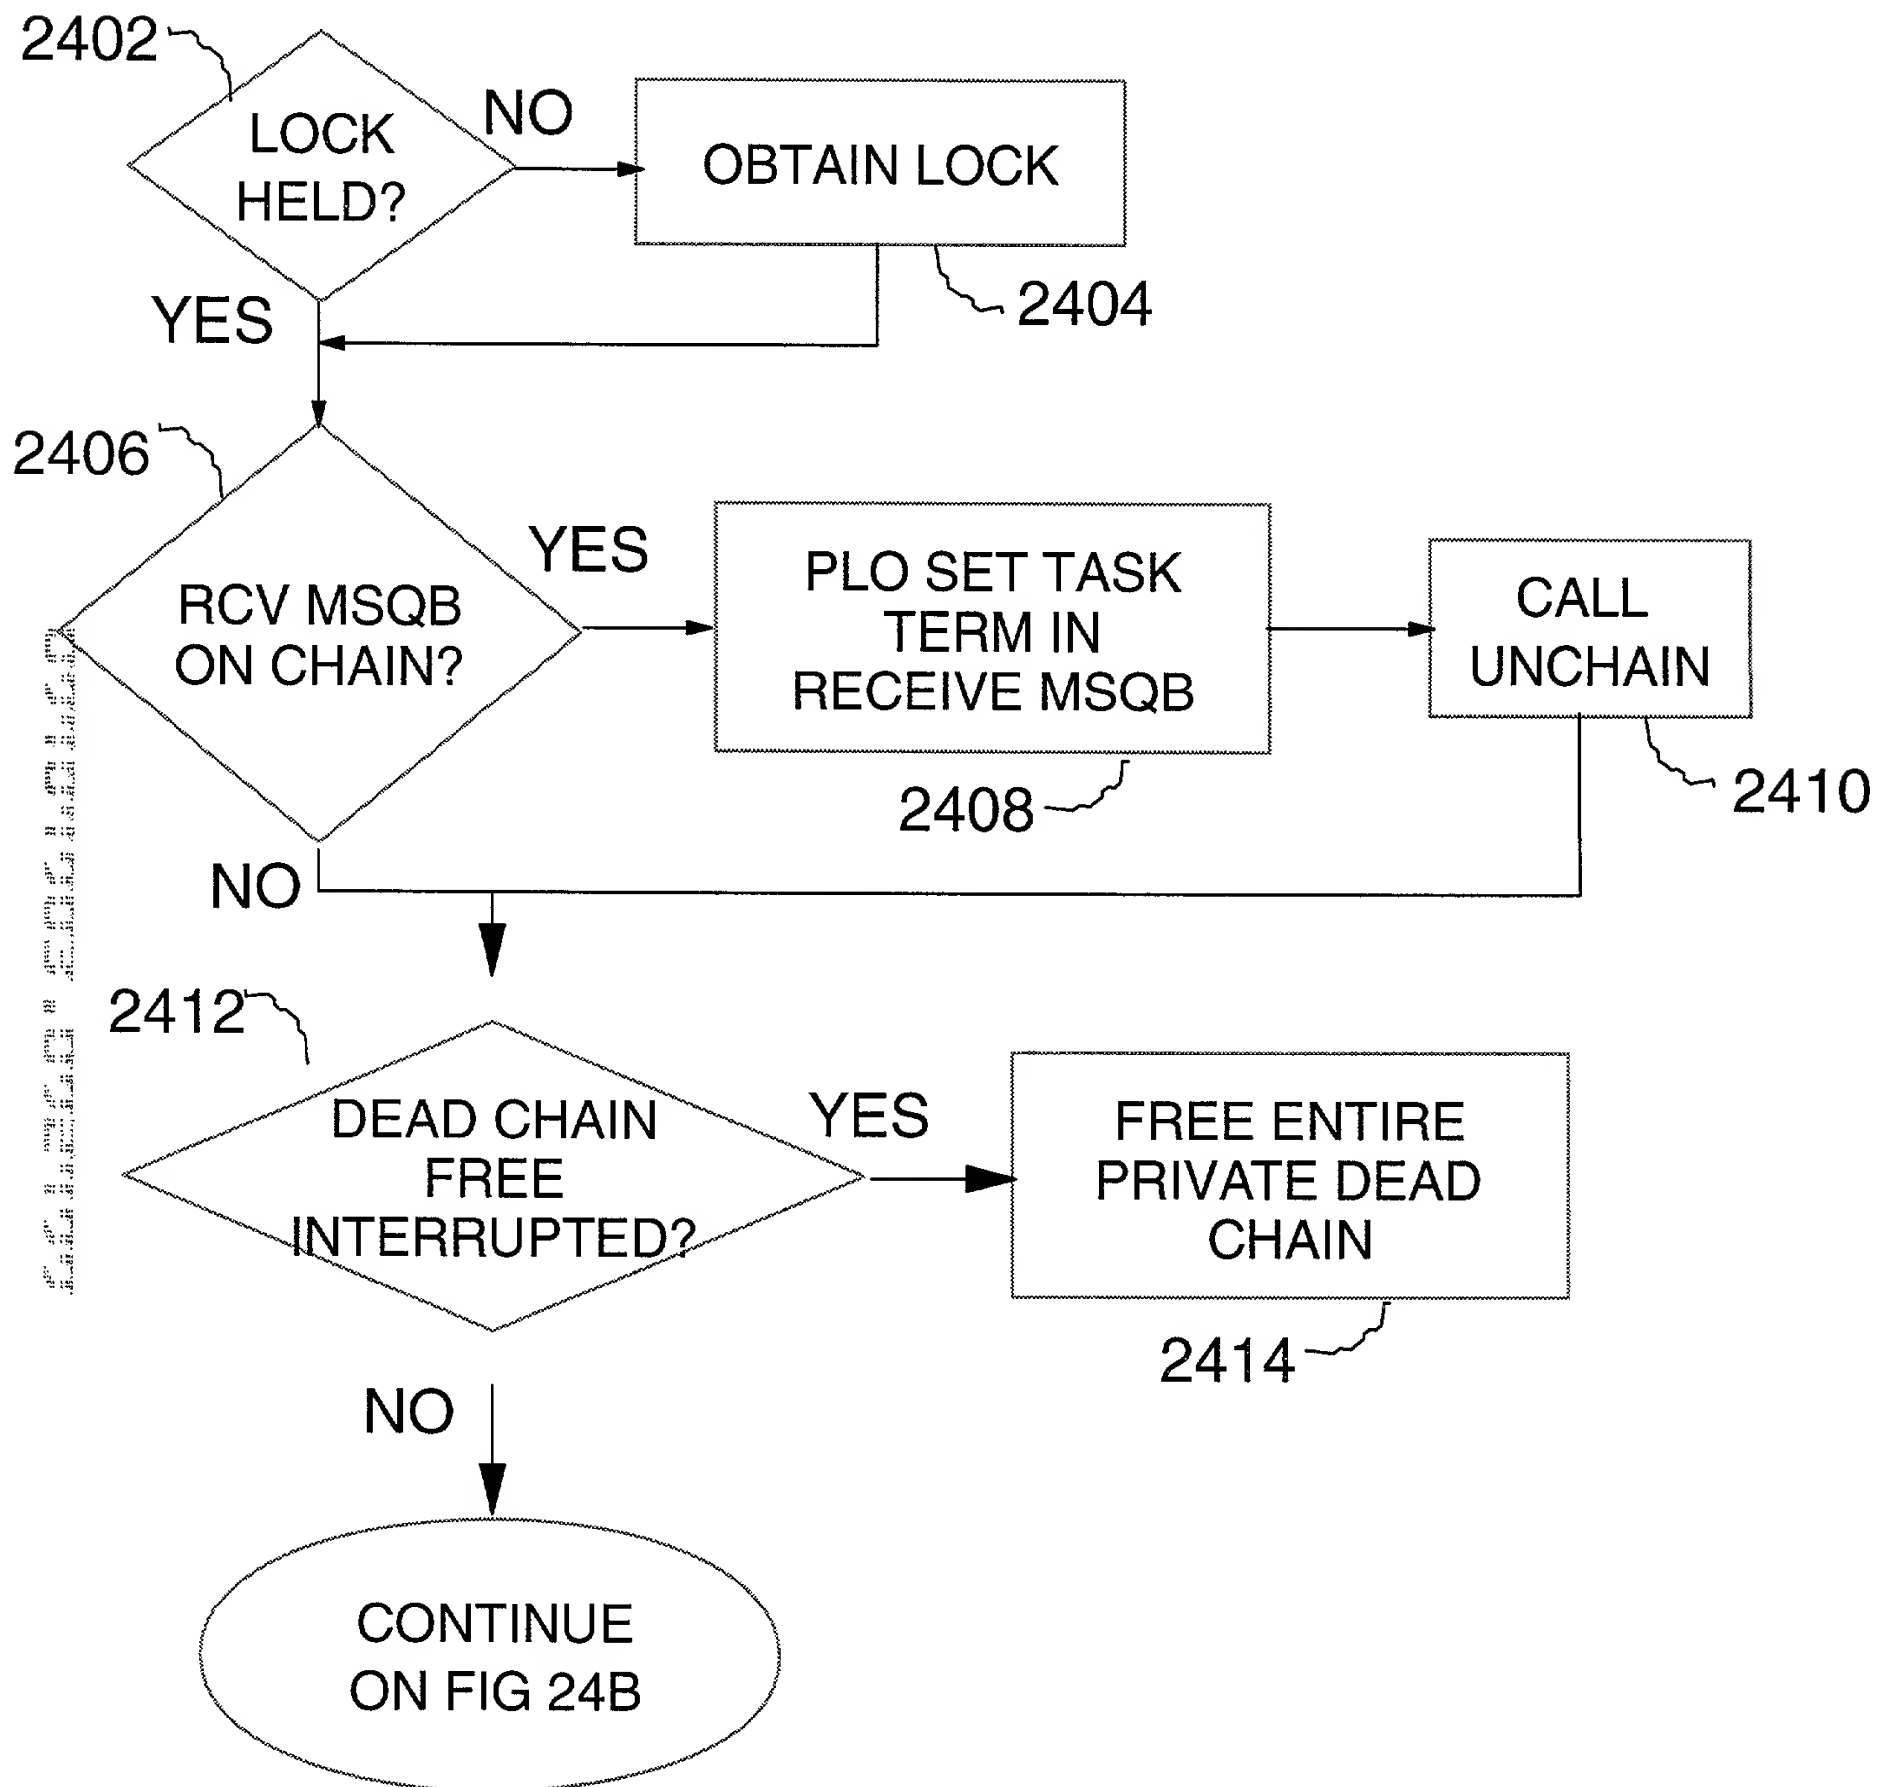 2402
LOCK
HELD?
NO
OBTAIN LOCK
2404
YES
2406
RCV MSQB
ON CHAIN?
YES
PLO SET TASK
TERM IN
RECEIVE MSQB
CALL
UNCHAIN
2408
2410
NO
2412
DEAD CHAIN
FREE
INTERRUPTED?
YES
FREE ENTIRE
PRIVATE DEAD
CHAIN
2414
NO
CONTINUE
ON FIG 24B